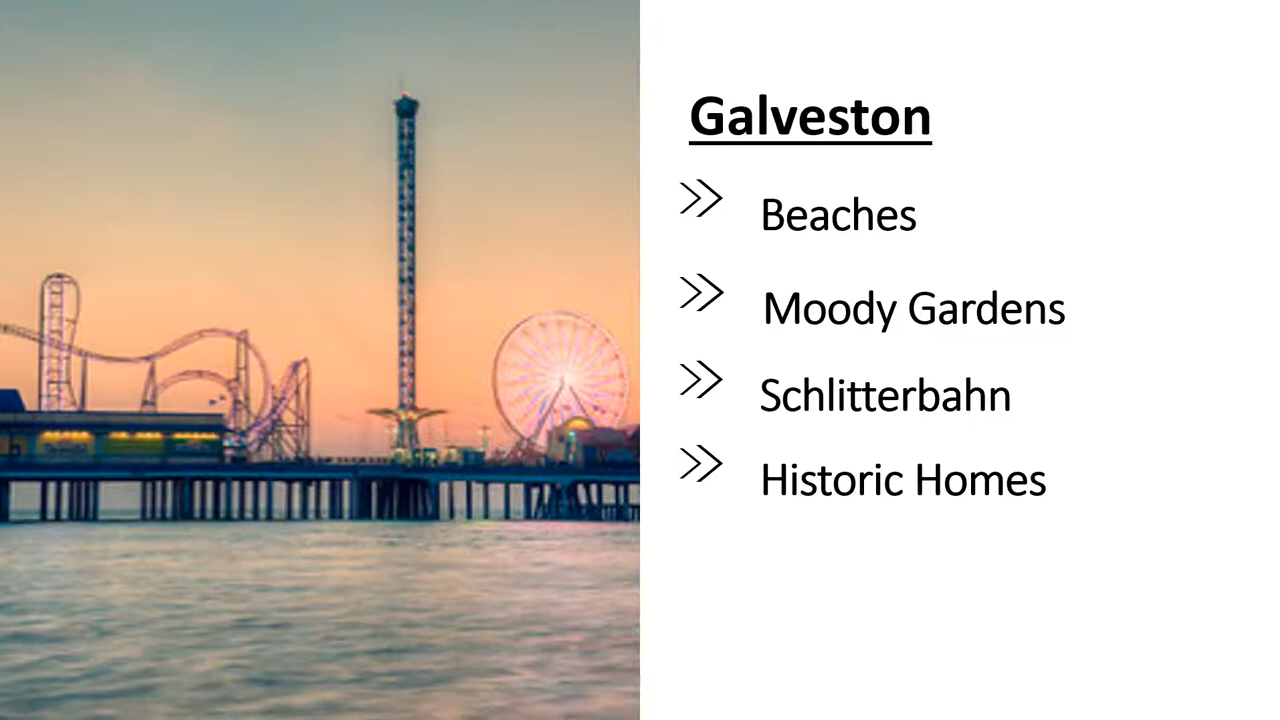 Galveston
Beaches
Moody Gardens
Schlitterbahn
Historic Homes